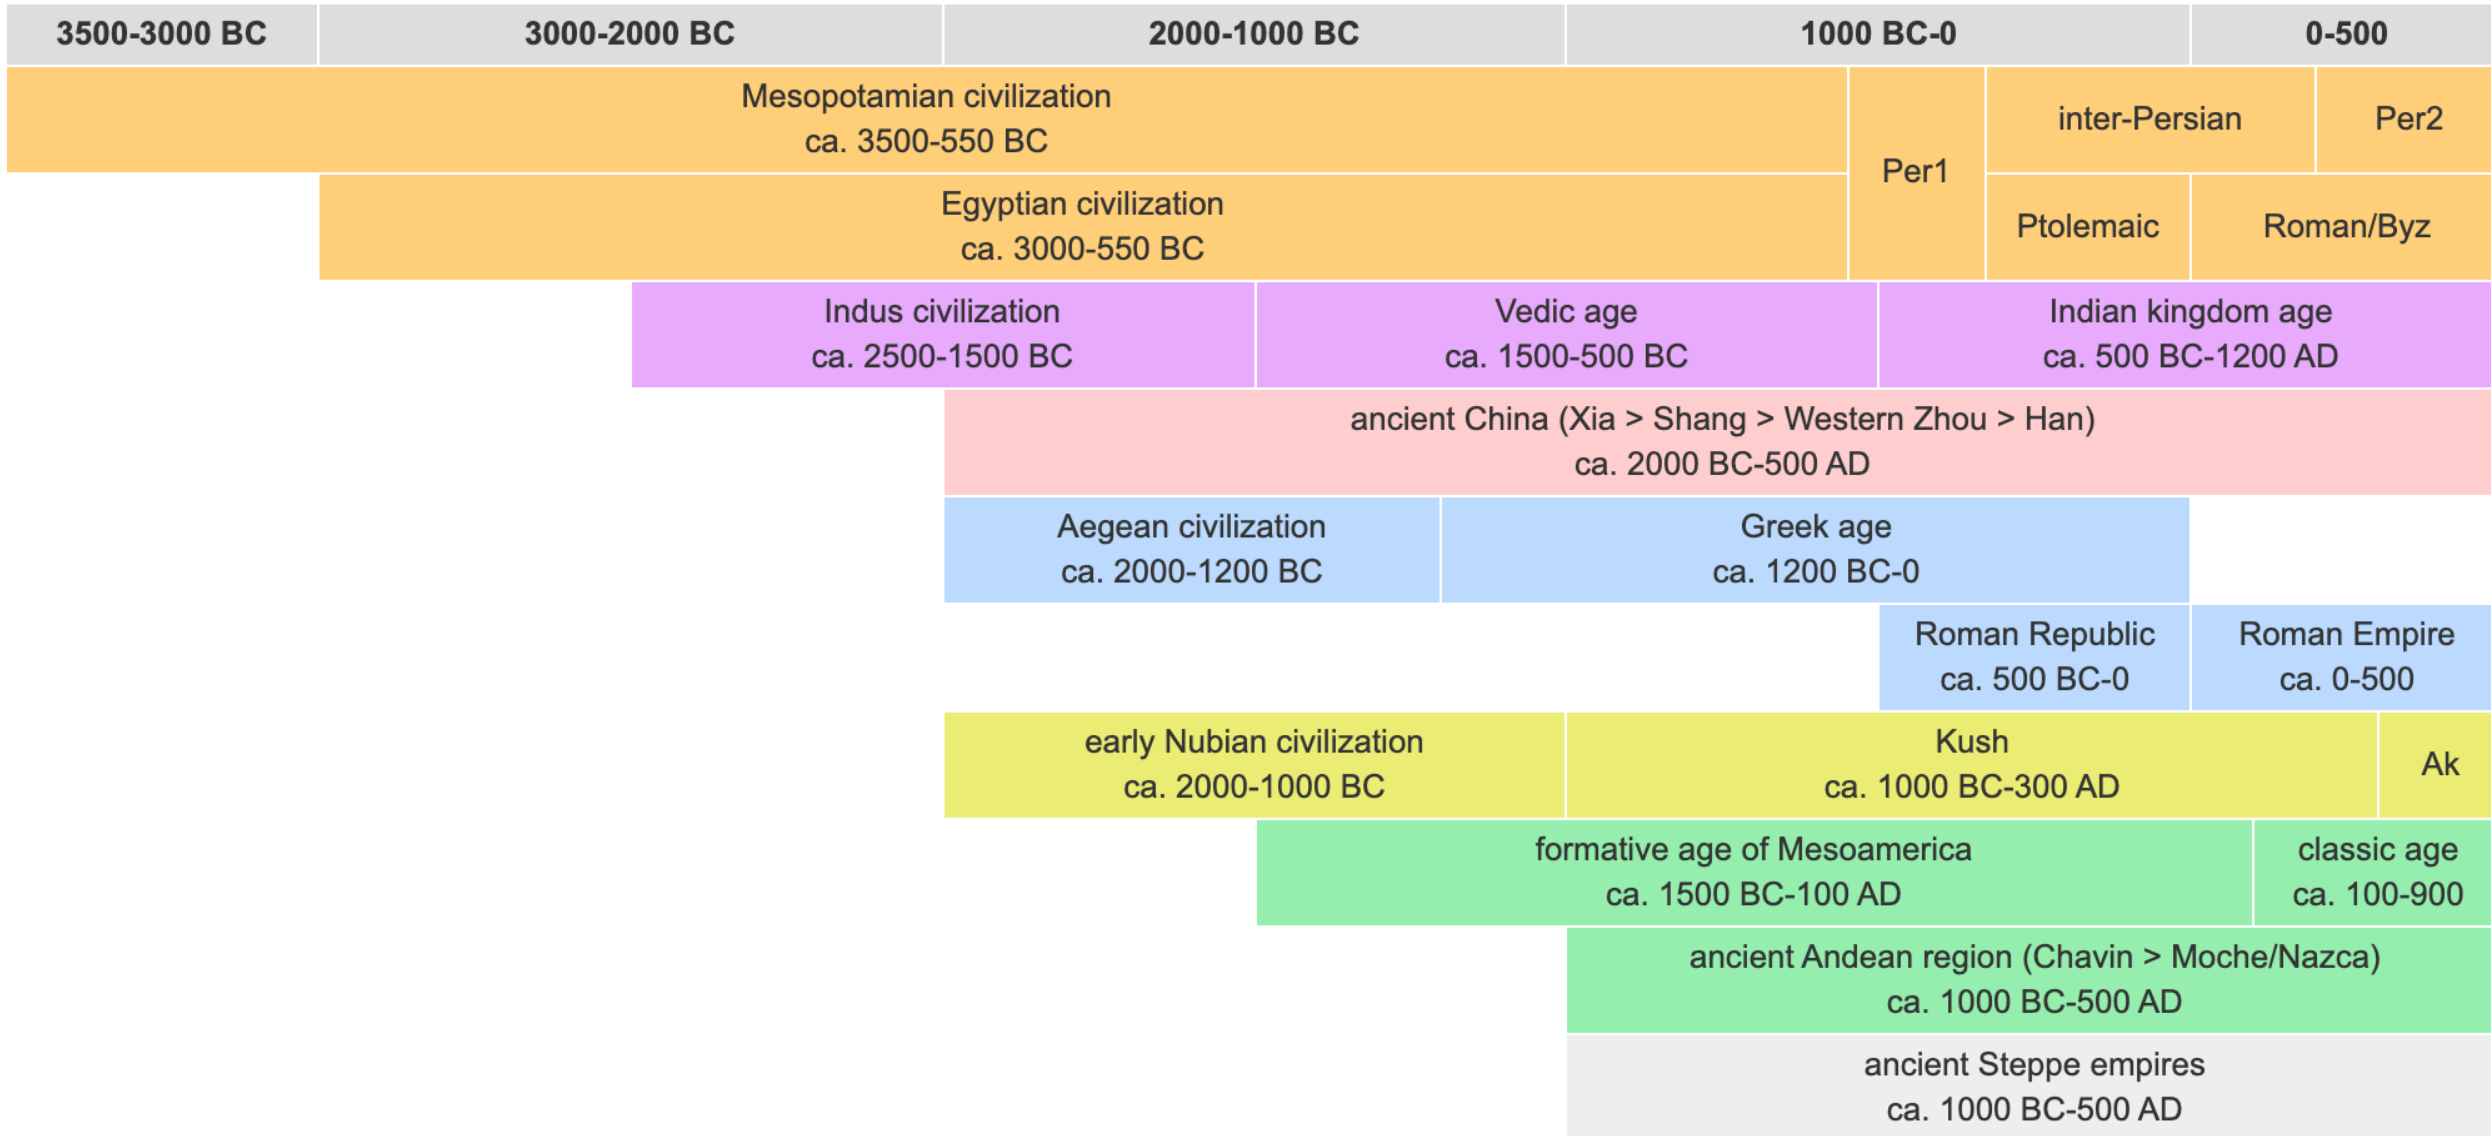 3500-3000 BC
3000-2000 BC
2000-1000 BC
1000 BC-0
0-500
Mesopotamian civilization
ca. 3500-550 BC
Per1
inter-Persian
Per2
Egyptian civilization
ca. 3000-550 BC
Ptolemaic
Roman/Byz
Indus civilization
ca. 2500-1500 BC
Vedic age
ca. 1500-500 BC
Indian kingdom age
ca. 500 BC-1200 AD
ancient China (Xia > Shang > Western Zhou > Han)
ca. 2000 BC-500 AD
Aegean civilization
ca. 2000-1200 BC
Greek age
ca. 1200 BC-0
Roman Republic
ca. 500 BC-0
Roman Empire
ca. 0-500
early Nubian civilization
ca. 2000-1000 BC
Kush
ca. 1000 BC-300 AD
Ak
formative age of Mesoamerica
ca. 1500 BC-100 AD
classic age
ca. 100-900
ancient Andean region (Chavin > Moche/Nazca)
ca. 1000 BC-500 AD
ancient Steppe empires
ca. 1000 BC-500 AD